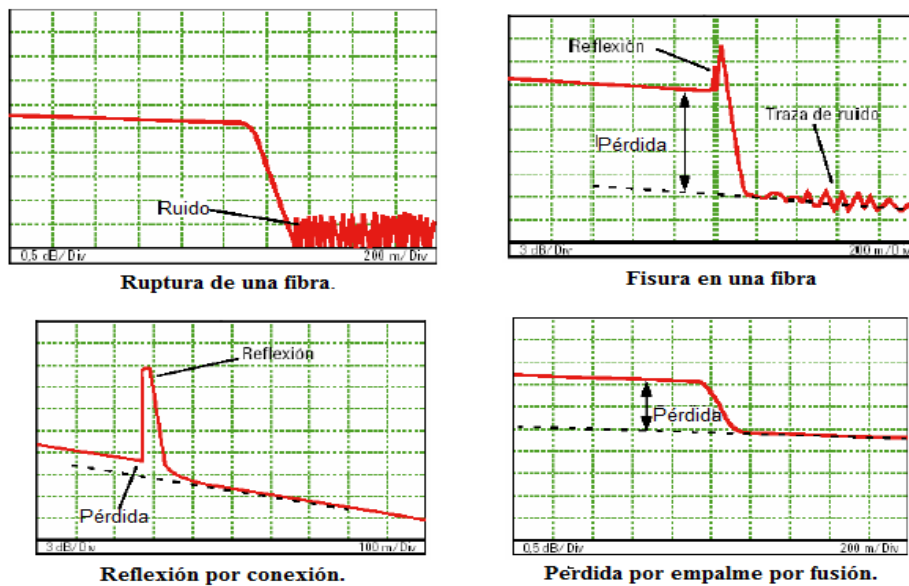 Ruido
0,5 dB/Div 200 m/Div
Ruptura de una fibra.
Reflexión
Traza de ruido
Pérdida
3 dB/Div 200 m/Div
Fisura en una fibra
Reflexión
Pérdida
3 dB/Div 100 m/Div
Reflexión por conexión.
Pérdida
0,5 dB/Div 200 m/Div
Pérdida por empalme por fusión.